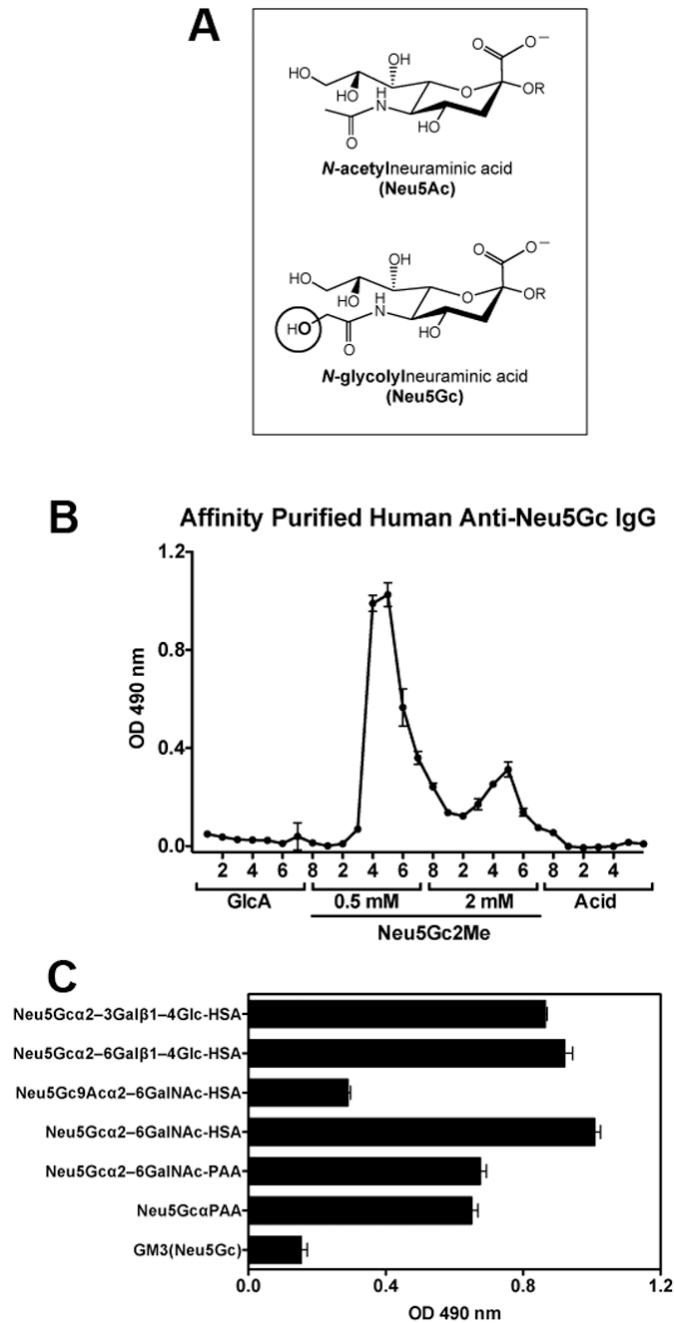 A
HO
OH
O
O−
HO
H
N
O
OR
HO
O
N-acetylneuraminic acid
(Neu5Ac)
HO
OH
O
O−
HO
H
N
O
OR
HO
HO
O
N-glycolylneuraminic acid
(Neu5Gc)
B
Affinity Purified Human Anti-Neu5Gc IgG
1.2
0.8
0.4
0.0
OD 490 nm
2 4 6 8 2 4 6 8 2 4 6 8 2 4
GlcA 0.5 mM 2 mM Acid
Neu5Gc2Me
C
Neu5Gcα2–3Galβ1–4Glc-HSA
Neu5Gcα2–6Galβ1–4Glc-HSA
Neu5Gc9Acα2–6GalNAc-HSA
Neu5Gcα2–6GalNAc-HSA
Neu5Gcα2–6GalNAc-PAA
Neu5GcαPAA
GM3(Neu5Gc)
0.0 0.4 0.8 1.2
OD 490 nm